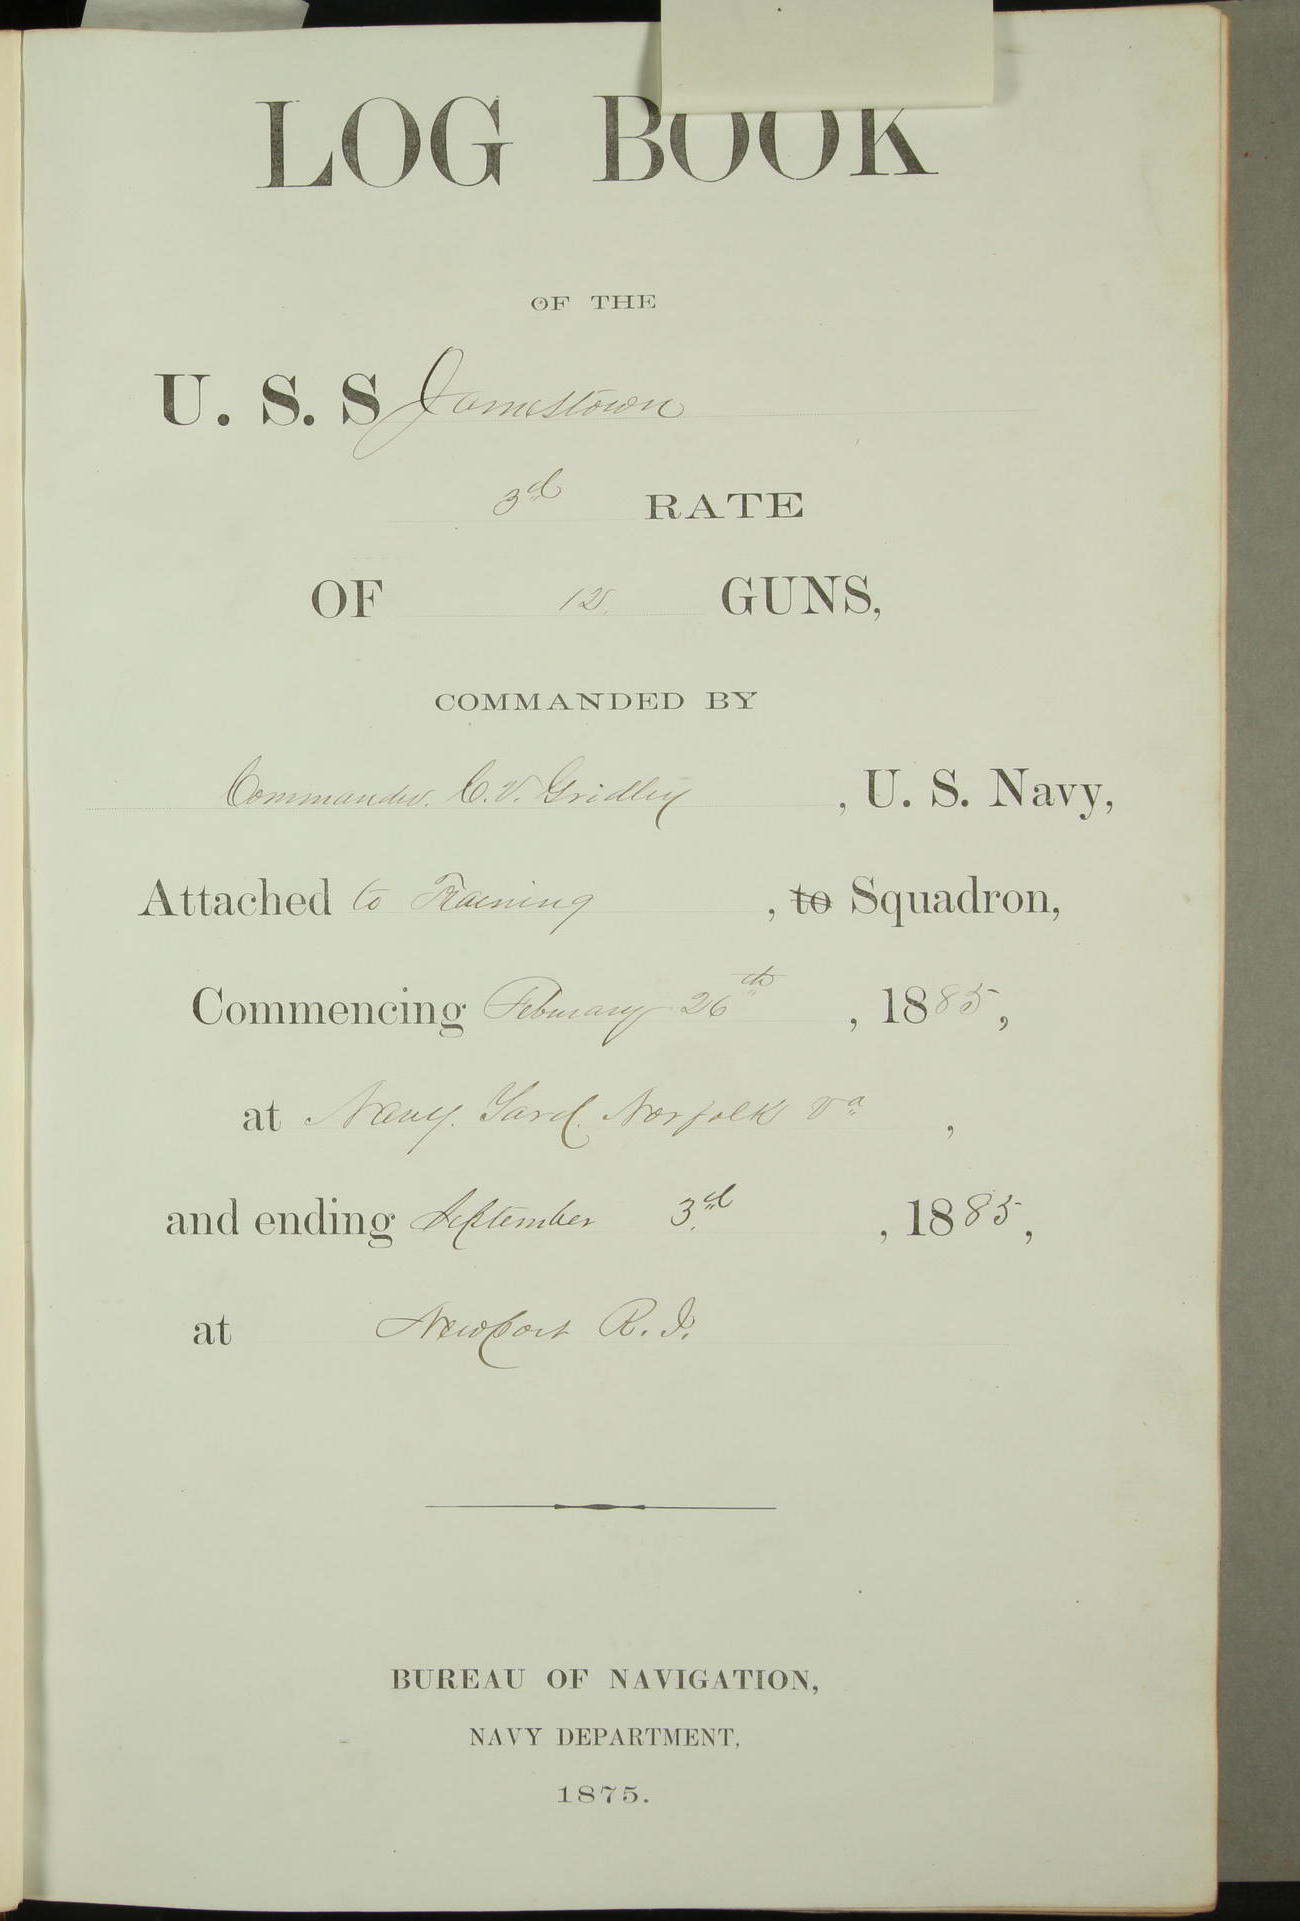 LOG BOOK
OF THE
U. S. S Jamestown
3d RATE
OF 12. GUNS,
COMMANDED BY
Commander. C. V. Gridley, U. S. Navy,
Attached to Training, to Squadron,
Commencing February 26th, 1885,
at Navy. Yard. Norfolk Va,
and ending September 3d, 1885,
at Newport R. I.
BUREAU OF NAVIGATION,
NAVY DEPARTMENT,
1875.